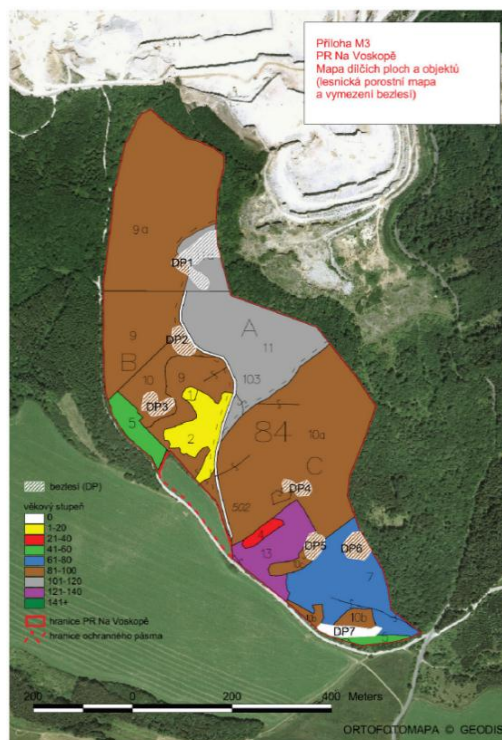 Příloha M3
PR Na Voskopě
Mapa dílčích ploch a objektů
(lesnická porostní mapa
a vymezení bezlesí)
9a
DP1
A
11
9
DP2
B
103
10
9
1
DP3
2
5
84
10a
C
DP4
502
4
13
DP5
DP6
6
7
10b
DP7
bezlesí (DP)
věkový stupeň
0
1-20
21-40
41-60
61-80
81-100
101-120
121-140
141+
hranice PR Na Voskopě
hranice ochranného pásma
200 0 200 400 Meters
ORTOFOTOMAPA © GEODIS